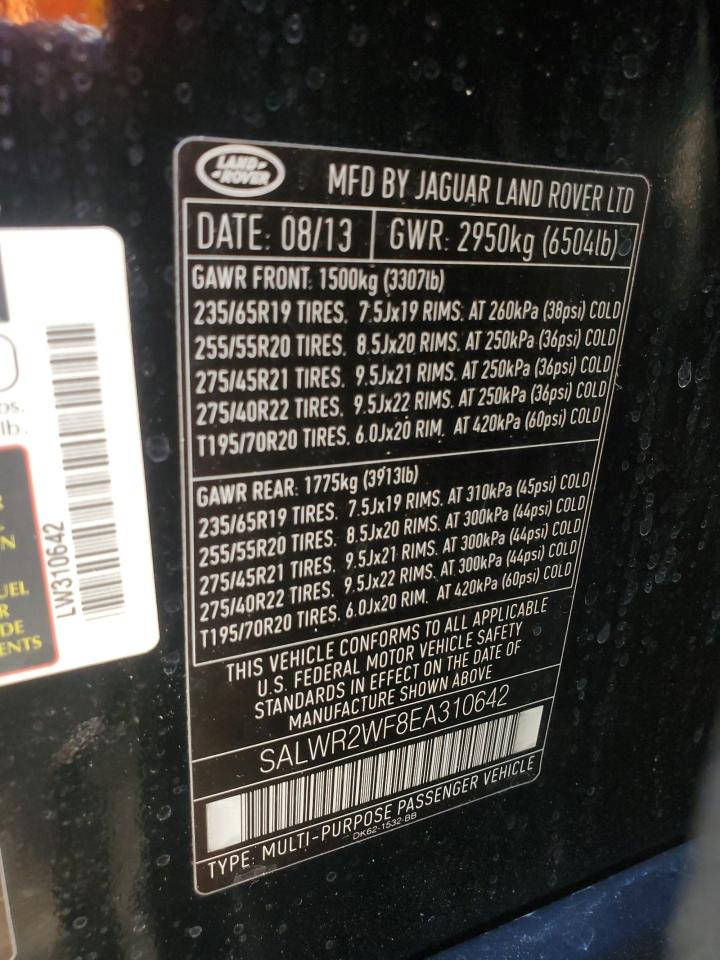 LAND-
-ROVER
MFD BY JAGUAR LAND ROVER LTD
DATE: 08/13 GWR: 2950kg (6504lb)
GAWR FRONT: 1500kg (3307lb)
235/65R19 TIRES. 7.5Jx19 RIMS. AT 260kPa (38psi) COLD
255/55R20 TIRES. 8.5Jx20 RIMS. AT 250kPa (36psi) COLD
275/45R21 TIRES. 9.5Jx21 RIMS. AT 250kPa (36psi) COLD
275/40R22 TIRES. 9.5Jx22 RIMS. AT 250kPa (36psi) COLD
T195/70R20 TIRES. 6.0Jx20 RIM. AT 420kPa (60psi) COLD
GAWR REAR: 1775kg (3913lb)
235/65R19 TIRES. 7.5Jx19 RIMS. AT 310kPa (45psi) COLD
255/55R20 TIRES. 8.5Jx20 RIMS. AT 300kPa (44psi) COLD
275/45R21 TIRES. 9.5Jx21 RIMS. AT 300kPa (44psi) COLD
275/40R22 TIRES. 9.5Jx22 RIMS. AT 300kPa (44psi) COLD
T195/70R20 TIRES. 6.0Jx20 RIM. AT 420kPa (60psi) COLD
THIS VEHICLE CONFORMS TO ALL APPLICABLE
U.S. FEDERAL MOTOR VEHICLE SAFETY
STANDARDS IN EFFECT ON THE DATE OF
MANUFACTURE SHOWN ABOVE
SALWR2WF8EA310642
TYPE: MULTI-PURPOSE PASSENGER VEHICLE
DK62-1532-BB
LW310642
lb.